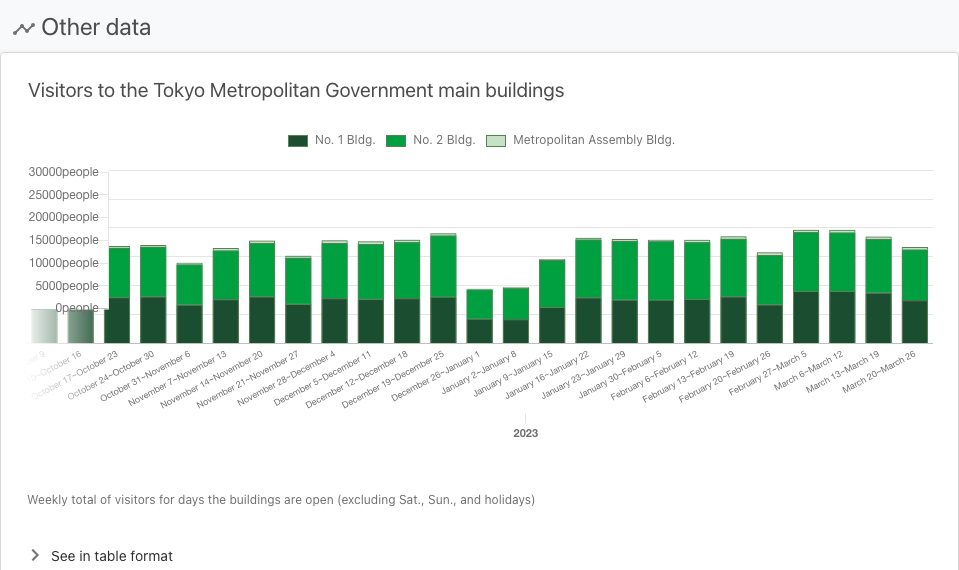 Other data
Visitors to the Tokyo Metropolitan Government main buildings
No. 1 Bldg. No. 2 Bldg. Metropolitan Assembly Bldg.
30000people
25000people
20000people
15000people
10000people
5000people
0people
9
October 16
October 17~October 23
October 24~October 30
October 31~November 6
November 7~November 13
November 14~November 20
November 21~November 27
November 28~December 4
December 5~December 11
December 12~December 18
December 19~December 25
December 26~January 1
January 2~January 8
January 9~January 15
January 16~January 22
January 23~January 29
January 30~February 5
February 6~February 12
February 13~February 19
February 20~February 26
February 27~March 5
March 6~March 12
March 13~March 19
March 20~March 26
2023
Weekly total of visitors for days the buildings are open (excluding Sat., Sun., and holidays)
See in table format